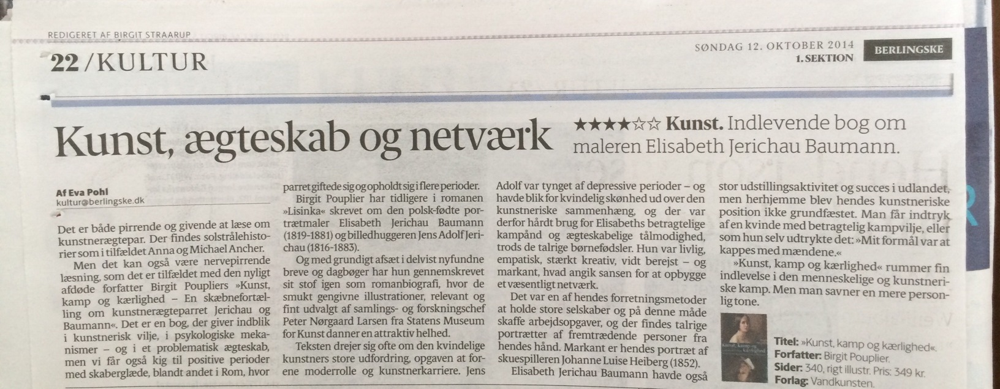 REDIGERET AF BIRGIT STRAARUP
22 / KULTUR
SØNDAG 12. OKTOBER 2014
1. SEKTION
BERLINGSKE
Kunst, ægteskab og netværk
★★★★☆☆ Kunst. Indlevende bog om
maleren Elisabeth Jerichau Baumann.
Af Eva Pohl
kultur@berlingske.dk
Det er både pirrende og givende at læse om
kunstnerægtepar. Der findes solstrålehisto-
rier som i tilfældet Anna og Michael Ancher.
Men det kan også være nervepirrende
læsning, som det er tilfældet med den nyligt
afdøde forfatter Birgit Poupliers »Kunst,
kamp og kærlighed – En skæbnefortæl-
ling om kunstnerægteparret Jerichau og
Baumann«. Det er en bog, der giver indblik
i kunstnerisk vilje, i psykologiske meka-
nismer – og i et problematisk ægteskab,
men vi får også kig til positive perioder
med skaberglæde, blandt andet i Rom, hvor
parret giftede sig og opholdt sig i flere perioder.
Birgit Pouplier har tidligere i romanen
»Lisinka« skrevet om den polsk-fødte por-
trætmaler Elisabeth Jerichau Baumann
(1819-1881) og billedhuggeren Jens Adolf Jeri-
chau (1816-1883).
Og med grundigt afsæt i delvist nyfundne
breve og dagbøger har hun gennemskrevet
sit stof igen som romanbiografi, hvor de
smukt gengivne illustrationer, relevant og
fint udvalgt af samlings- og forskningschef
Peter Nørgaard Larsen fra Statens Museum
for Kunst danner en attraktiv helhed.
Teksten drejer sig ofte om den kvindelige
kunstners store udfordring, opgaven at for-
ene moderrolle og kunstnerkarriere. Jens
Adolf var tynget af depressive perioder – og
havde blik for kvindelig skønhed ud over den
kunstneriske sammenhæng, og der var
derfor hårdt brug for Elisabeths betragtelige
kampånd og ægteskabelige tålmodighed,
trods de talrige børnefødsler. Hun var livlig,
empatisk, stærkt kreativ, vidt berejst – og
markant, hvad angik sansen for at opbygge
et væsentligt netværk.
Det var en af hendes forretningsmetoder
at holde store selskaber og på denne måde
skaffe arbejdsopgaver, og der findes talrige
portrætter af fremtrædende personer fra
hendes hånd. Markant er hendes portræt af
skuespilleren Johanne Luise Heiberg (1852).
Elisabeth Jerichau Baumann havde også
stor udstillingsaktivitet og succes i udlandet,
men herhjemme blev hendes kunstneriske
position ikke grundfæstet. Man får indtryk
af en kvinde med betragtelig kampvilje, eller
som hun selv udtrykte det: »Mit formål var at
kappes med mændene.«
»Kunst, kamp og kærlighed« rummer fin
indlevelse i den menneskelige og kunstneri-
ske kamp. Men man savner en mere person-
lig tone.
Kunst, kamp og
kærlighed
Titel: »Kunst, kamp og kærlighed«.
Forfatter: Birgit Pouplier.
Sider: 340, rigt illustr. Pris: 349 kr.
Forlag: Vandkunsten.